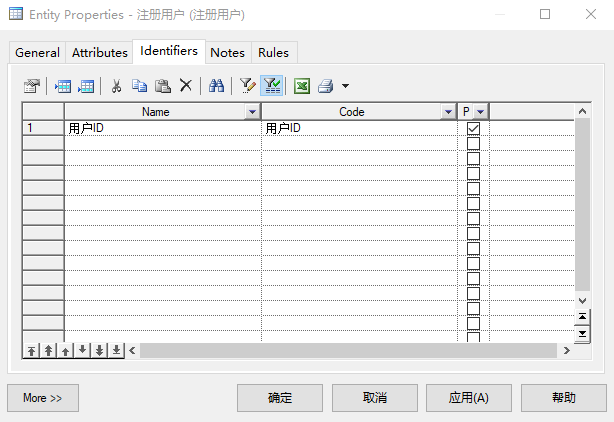 Entity Properties - 注册用户 (注册用户)
General Attributes Identifiers Notes Rules
Name Code P
1 用户ID 用户ID
More >> 确定 取消 应用(A) 帮助